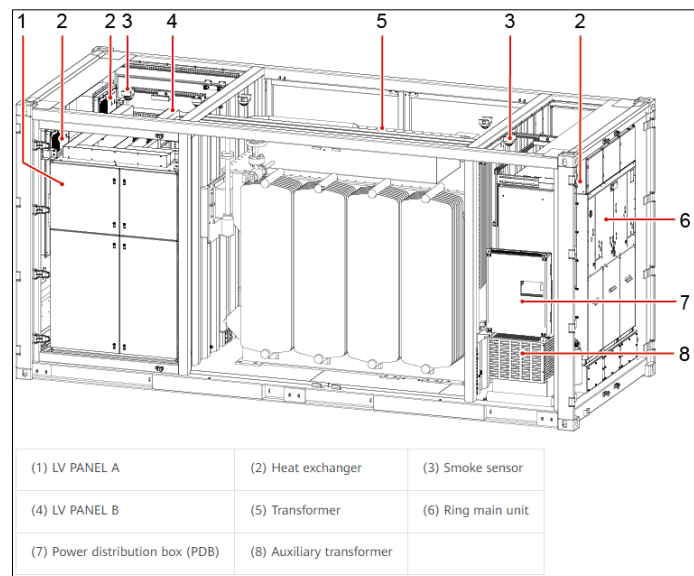 1 2 2 3 4 5 3 2
6
7
8
(1) LV PANEL A (2) Heat exchanger (3) Smoke sensor
(4) LV PANEL B (5) Transformer (6) Ring main unit
(7) Power distribution box (PDB) (8) Auxiliary transformer